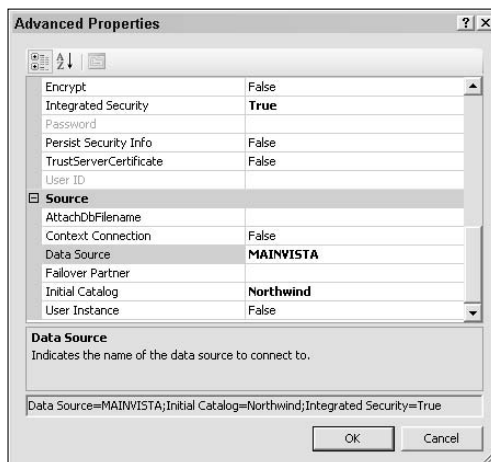 Advanced Properties
Encrypt False
Integrated Security True
Password
Persist Security Info False
TrustServerCertificate False
User ID
Source
AttachDbFilename
Context Connection False
Data Source MAINVISTA
Failover Partner
Initial Catalog Northwind
User Instance False
Data Source
Indicates the name of the data source to connect to.
Data Source=MAINVISTA;Initial Catalog=Northwind;Integrated Security=True
OK Cancel